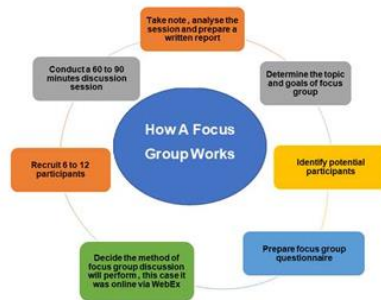 Take note , analyse the
session and prepare a
written report
Conduct a 60 to 90
minutes discussion
session
Determine the topic
and goals of focus
group
How A Focus
Group Works
Recruit 6 to 12
participants
Identify potential
participants
Decide the method of
focus group discussion
will perform , this case it
was online via WebEx
Prepare focus group
questionnaire